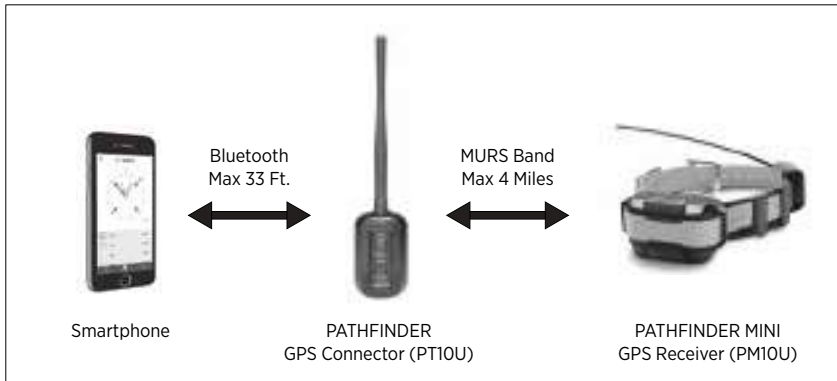 Bluetooth
Max 33 Ft.
MURS Band
Max 4 Miles
Smartphone
PATHFINDER
GPS Connector (PT10U)
PATHFINDER MINI
GPS Receiver (PM10U)